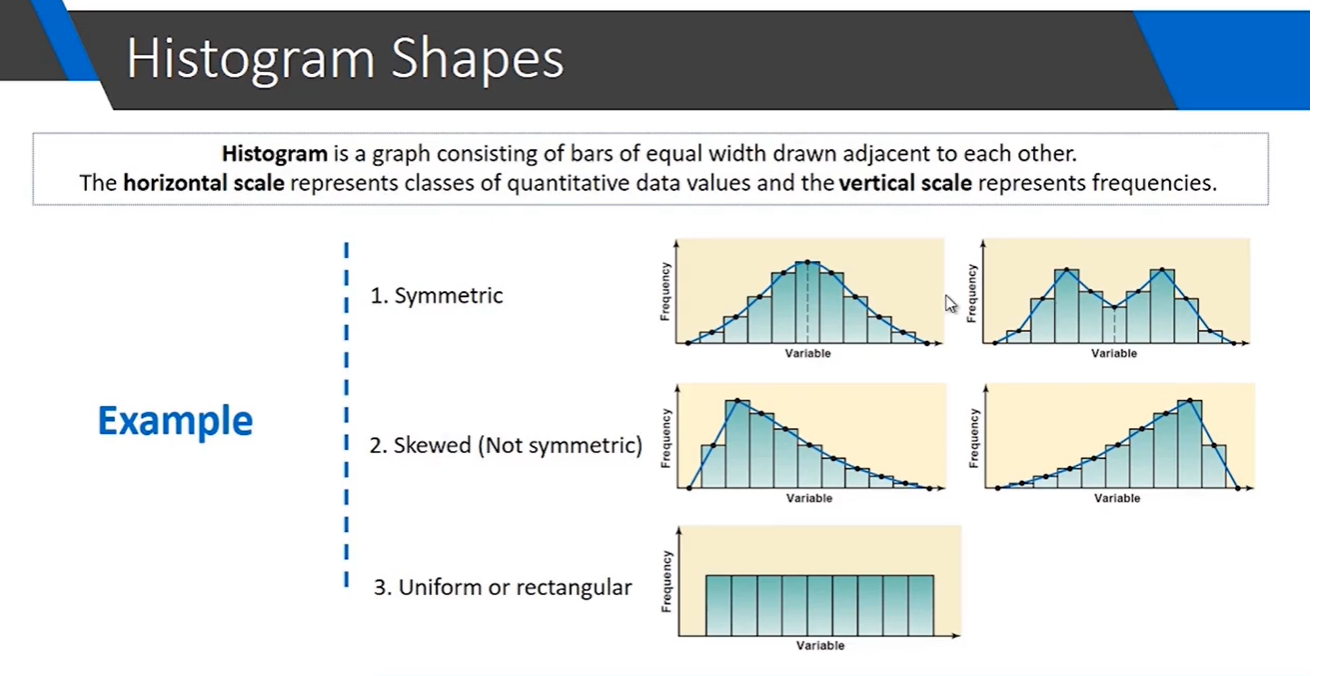 Histogram Shapes
Histogram is a graph consisting of bars of equal width drawn adjacent to each other.
The horizontal scale represents classes of quantitative data values and the vertical scale represents frequencies.
Example
1. Symmetric
Frequency
Variable
Frequency
Variable
2. Skewed (Not symmetric)
Frequency
Variable
Frequency
Variable
3. Uniform or rectangular
Frequency
Variable